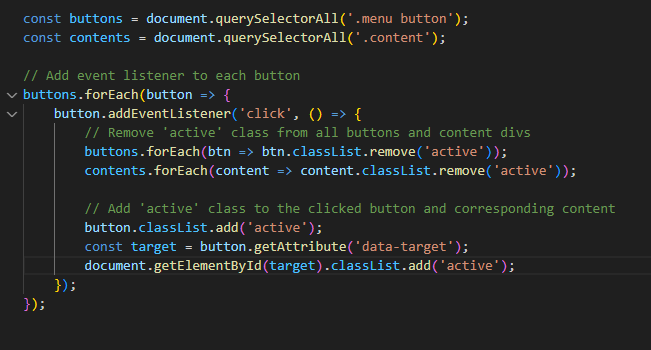 const buttons = document.querySelectorAll('.menu button');
const contents = document.querySelectorAll('.content');

// Add event listener to each button
buttons.forEach(button => {
    button.addEventListener('click', () => {
        // Remove 'active' class from all buttons and content divs
        buttons.forEach(btn => btn.classList.remove('active'));
        contents.forEach(content => content.classList.remove('active'));

        // Add 'active' class to the clicked button and corresponding content
        button.classList.add('active');
        const target = button.getAttribute('data-target');
        document.getElementById(target).classList.add('active');
    });
});